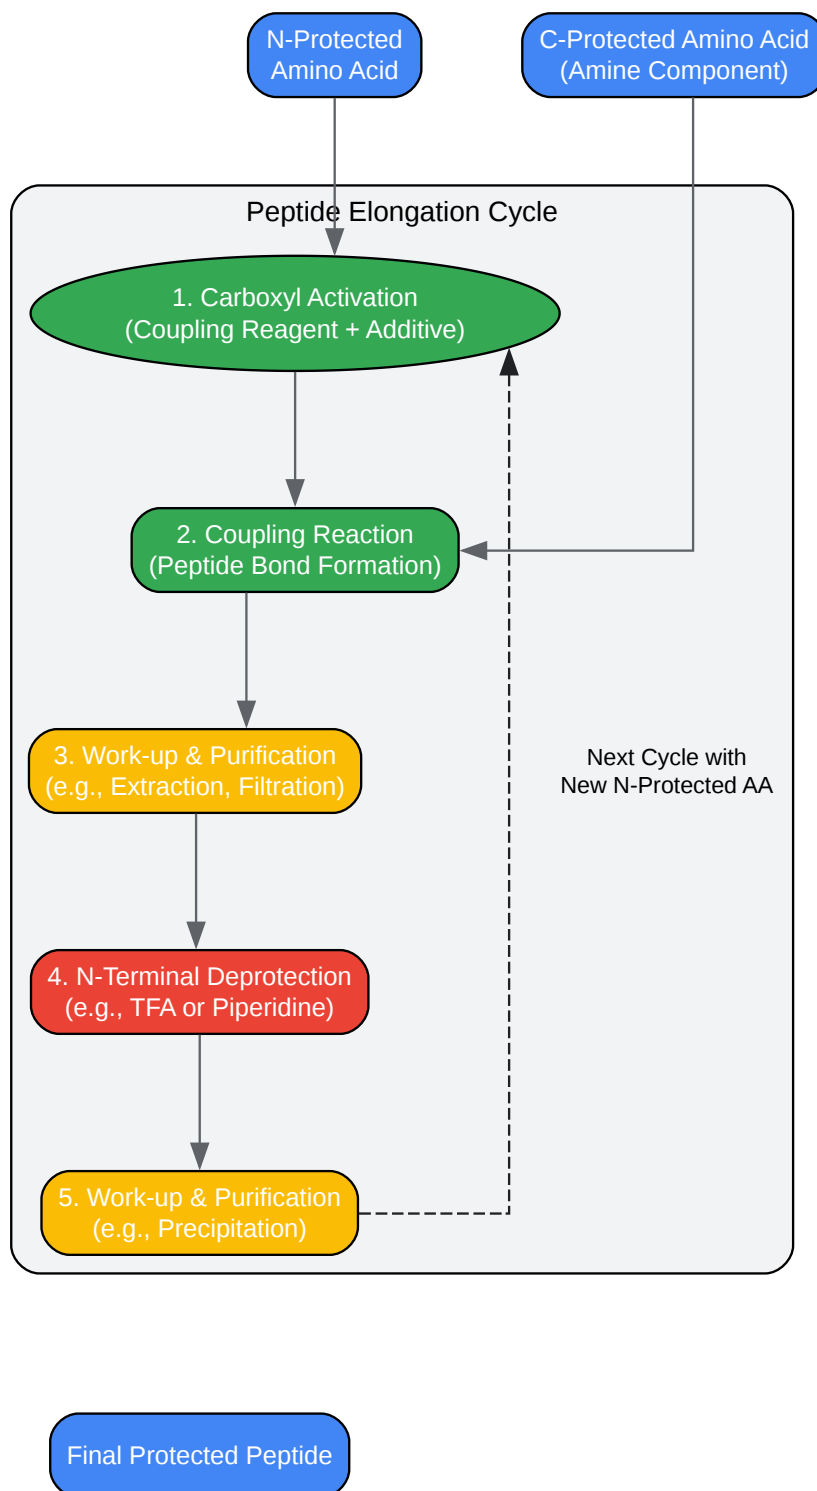 N-Protected
Amino Acid
C-Protected Amino Acid
(Amine Component)
Peptide Elongation Cycle
1. Carboxyl Activation
(Coupling Reagent + Additive)
2. Coupling Reaction
(Peptide Bond Formation)
3. Work-up & Purification
(e.g., Extraction, Filtration)
Next Cycle with
New N-Protected AA
4. N-Terminal Deprotection
(e.g., TFA or Piperidine)
5. Work-up & Purification
(e.g., Precipitation)
Final Protected Peptide